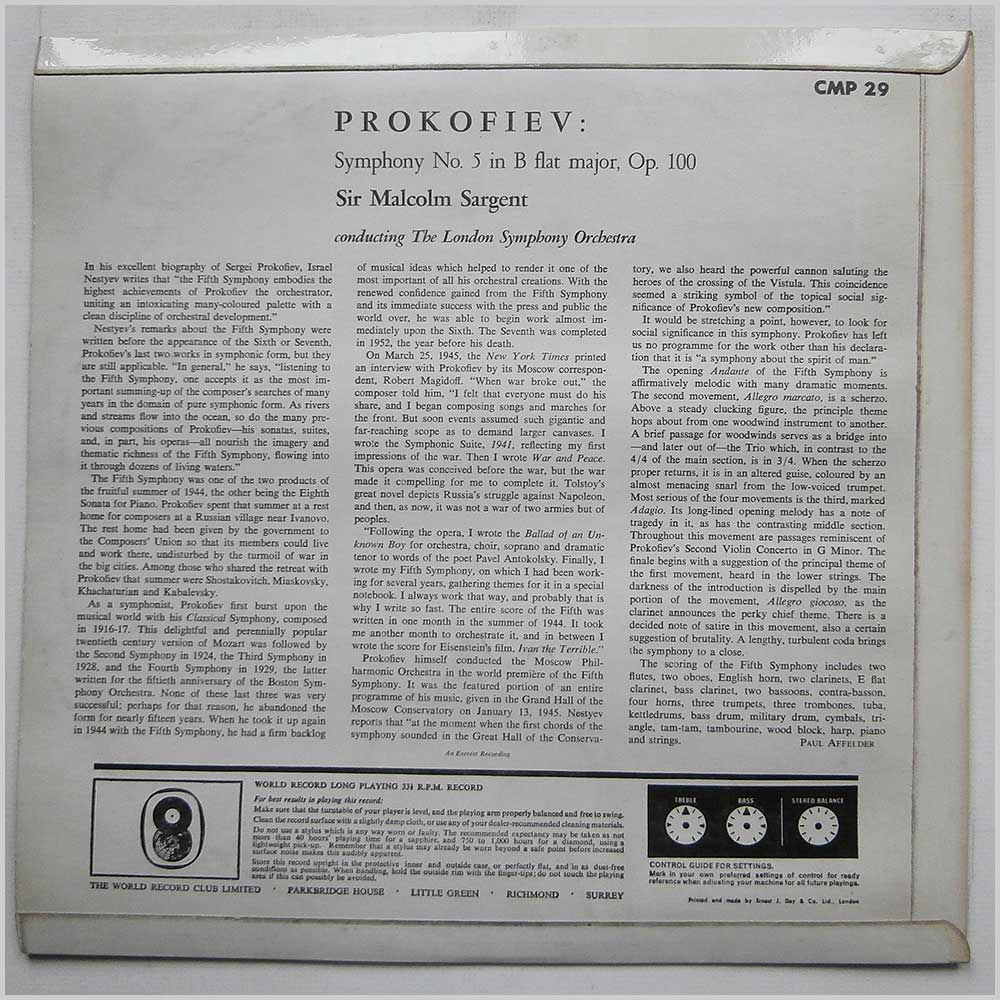 CMP 29
PROKOFIEV:
Symphony No. 5 in B flat major, Op. 100
Sir Malcolm Sargent
conducting The London Symphony Orchestra
In his excellent biography of Sergei Prokofiev, Israel
Nestyev writes that “the Fifth Symphony embodies the
highest achievements of Prokofiev the orchestrator,
uniting an intoxicating many-coloured palette with a
clean discipline of orchestral development.”
Nestyev's remarks about the Fifth Symphony were
written before the appearance of the Sixth or Seventh,
Prokofiev's last two works in symphonic form, but they
are still applicable. “In general,” he says, “listening to
the Fifth Symphony, one accepts it as the most im-
portant summing-up of the composer's searches of many
years in the domain of pure symphonic form. As rivers
and streams flow into the ocean, so do the many pre-
vious compositions of Prokofiev—his sonatas, suites,
and, in part, his operas—all nourish the imagery and
thematic richness of the Fifth Symphony, flowing into
it through dozens of living waters.”
The Fifth Symphony was one of the two products of
the fruitful summer of 1944, the other being the Eighth
Sonata for Piano. Prokofiev spent that summer at a rest
home for composers at a Russian village near Ivanovo.
The rest home had been given by the government to
the Composers' Union so that its members could live
and work there, undisturbed by the turmoil of war in
the big cities. Among those who shared the retreat with
Prokofiev that summer were Shostakovitch, Miaskovsky,
Khachaturian and Kabalevsky.
As a symphonist, Prokofiev first burst upon the
musical world with his Classical Symphony, composed
in 1916-17. This delightful and perennially popular
twentieth century version of Mozart was followed by
the Second Symphony in 1924, the Third Symphony in
1928, and the Fourth Symphony in 1929, the latter
written for the fiftieth anniversary of the Boston Sym-
phony Orchestra. None of these last three was very
successful; perhaps for that reason, he abandoned the
form for nearly fifteen years. When he took it up again
in 1944 with the Fifth Symphony, he had a firm backlog
of musical ideas which helped to render it one of the
most important of all his orchestral creations. With the
renewed confidence gained from the Fifth Symphony
and its immediate success with the press and public the
world over, he was able to begin work almost im-
mediately upon the Sixth. The Seventh was completed
in 1952, the year before his death.
On March 25, 1945, the New York Times printed
an interview with Prokofiev by its Moscow correspon-
dent, Robert Magidoff. “When war broke out,” the
composer told him, “I felt that everyone must do his
share, and I began composing songs and marches for
the front. But soon events assumed such gigantic and
far-reaching scope as to demand larger canvases. I
wrote the Symphonic Suite, 1941, reflecting my first
impressions of the war. Then I wrote War and Peace.
This opera was conceived before the war, but the war
made it compelling for me to complete it. Tolstoy's
great novel depicts Russia's struggle against Napoleon,
and then, as now, it was not a war of two armies but of
peoples.
“Following the opera, I wrote the Ballad of an Un-
known Boy for orchestra, choir, soprano and dramatic
tenor to words of the poet Pavel Antokolsky. Finally, I
wrote my Fifth Symphony, on which I had been work-
ing for several years, gathering themes for it in a special
notebook. I always work that way, and probably that is
why I write so fast. The entire score of the Fifth was
written in one month in the summer of 1944. It took
me another month to orchestrate it, and in between I
wrote the score for Eisenstein's film, Ivan the Terrible.”
Prokofiev himself conducted the Moscow Phil-
harmonic Orchestra in the world première of the Fifth
Symphony. It was the featured portion of an entire
programme of his music, given in the Grand Hall of the
Moscow Conservatory on January 13, 1945. Nestyev
reports that “at the moment when the first chords of the
symphony sounded in the Great Hall of the Conserva-
tory, we also heard the powerful cannon saluting the
heroes of the crossing of the Vistula. This coincidence
seemed a striking symbol of the topical social sig-
nificance of Prokofiev's new composition.”
It would be stretching a point, however, to look for
social significance in this symphony. Prokofiev has left
us no programme for the work other than his declara-
tion that it is “a symphony about the spirit of man.”
The opening Andante of the Fifth Symphony is
affirmatively melodic with many dramatic moments.
The second movement, Allegro marcato, is a scherzo.
Above a steady clucking figure, the principle theme
hops about from one woodwind instrument to another.
A brief passage for woodwinds serves as a bridge into
—and later out of—the Trio which, in contrast to the
4/4 of the main section, is in 3/4. When the scherzo
proper returns, it is in an altered guise, coloured by an
almost menacing snarl from the low-voiced trumpet.
Most serious of the four movements is the third, marked
Adagio. Its long-lined opening melody has a note of
tragedy in it, as has the contrasting middle section.
Throughout this movement are passages reminiscent of
Prokofiev's Second Violin Concerto in G Minor. The
finale begins with a suggestion of the principal theme of
the first movement, heard in the lower strings. The
darkness of the introduction is dispelled by the main
portion of the movement, Allegro giocoso, as the
clarinet announces the perky chief theme. There is a
decided note of satire in this movement, also a certain
suggestion of brutality. A lengthy, turbulent coda brings
the symphony to a close.
The scoring of the Fifth Symphony includes two
flutes, two oboes, English horn, two clarinets, E flat
clarinet, bass clarinet, two bassoons, contra-basson,
four horns, three trumpets, three trombones, tuba,
kettledrums, bass drum, military drum, cymbals, tri-
angle, tam-tam, tambourine, wood block, harp, piano
and strings.
PAUL AFFELDER
An Everest Recording
WORLD RECORD LONG PLAYING 33⅓ R.P.M. RECORD
For best results in playing this record:
Make sure that the turntable of your player is level, and the playing arm properly balanced and free to swing.
Clean the record surface with a slightly damp cloth, or use any of your dealer-recommended cleaning materials.
Do not use a stylus which is any way worn or faulty. The recommended expectancy may be taken as not
more than 40 hours' playing time for a sapphire, and 750 to 1,000 hours for a diamond, using a
lightweight pick-up. Remember that a stylus may already be worn beyond a safe point before increased
surface noise makes this audibly apparent.
Store this record upright in the protective inner and outside case, or perfectly flat, and in as dust-free
conditions as possible. When handling, hold the outside rim with the finger-tips; do not touch the playing
area if this can possibly be avoided.
THE WORLD RECORD CLUB LIMITED · PARKBRIDGE HOUSE · LITTLE GREEN · RICHMOND · SURREY
TREBLE BASS STEREO BALANCE
CONTROL GUIDE FOR SETTINGS.
Mark in your own preferred settings of control for ready
reference when adjusting your machine for all future playings.
Printed and made by Ernest J. Day & Co. Ltd., London